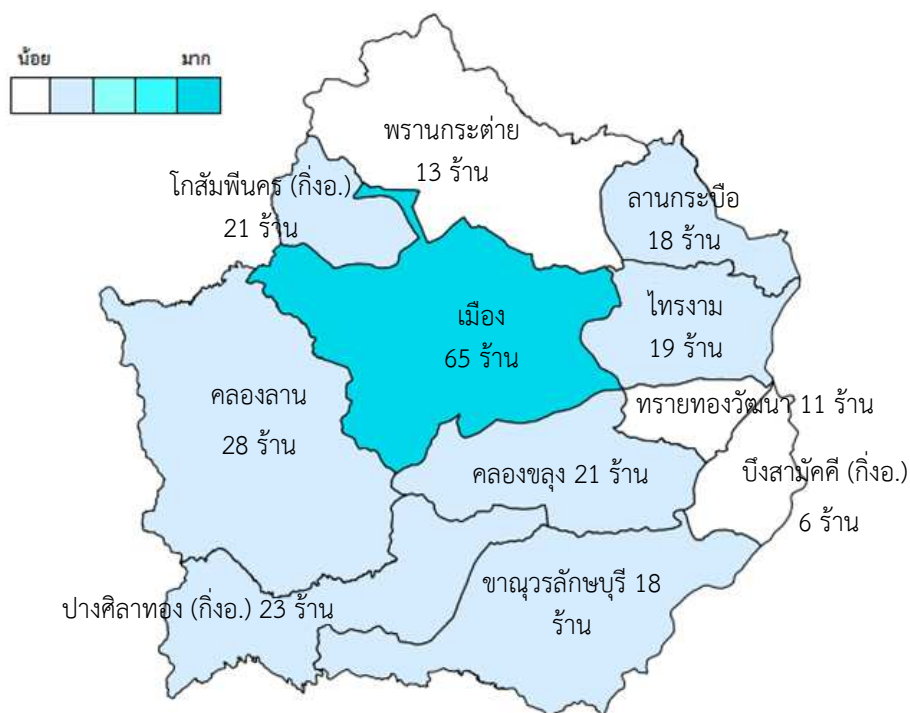 น้อย มาก
พรานกระต่าย
13 ร้าน
โกสัมพีนคร (กิ่งอ.)
21 ร้าน
ลานกระบือ
18 ร้าน
เมือง
65 ร้าน
ไทรงาม
19 ร้าน
คลองลาน
28 ร้าน
ทรายทองวัฒนา 11 ร้าน
คลองขลุง 21 ร้าน
บึงสามัคคี (กิ่งอ.)
6 ร้าน
ขาณุวรลักษบุรี 18
ร้าน
ปางศิลาทอง (กิ่งอ.) 23 ร้าน